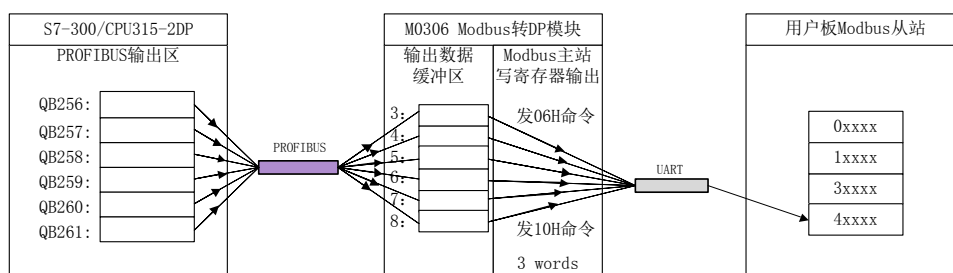 S7-300/CPU315-2DP
PROFIBUS输出区
QB256:
QB257:
QB258:
QB259:
QB260:
QB261:
PROFIBUS
M0306 Modbus转DP模块
输出数据
缓冲区
3:
4:
5:
6:
7:
8:
Modbus主站
写寄存器输出
发06H命令
发10H命令
3 words
UART
用户板Modbus从站
0xxxx
1xxxx
3xxxx
4xxxx